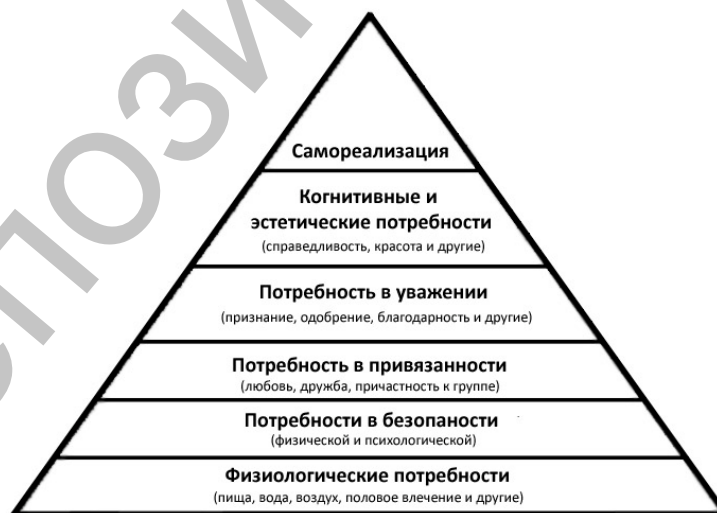 Самореализация
Когнитивные и
эстетические потребности
(справедливость, красота и другие)
Потребность в уважении
(признание, одобрение, благодарность и другие)
Потребность в привязанности
(любовь, дружба, причастность к группе)
Потребности в безопаности
(физической и психологической)
Физиологические потребности
(пища, вода, воздух, половое влечение и другие)